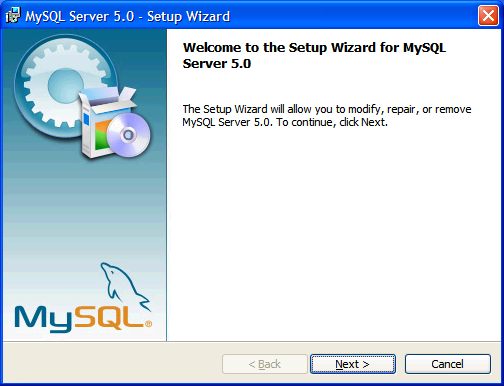 MySQL Server 5.0 - Setup Wizard
Welcome to the Setup Wizard for MySQL
Server 5.0
The Setup Wizard will allow you to modify, repair, or remove
MySQL Server 5.0. To continue, click Next.
MySQL®
< Back
Next >
Cancel